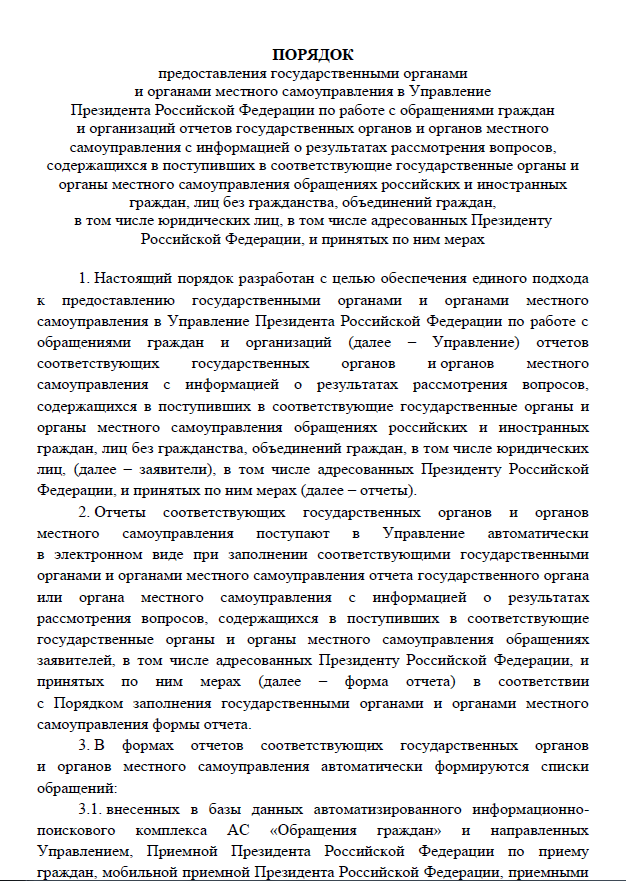 ПОРЯДОК
предоставления государственными органами
и органами местного самоуправления в Управление
Президента Российской Федерации по работе с обращениями граждан
и организаций отчетов государственных органов и органов местного
самоуправления с информацией о результатах рассмотрения вопросов,
содержащихся в поступивших в соответствующие государственные органы и
органы местного самоуправления обращениях российских и иностранных
граждан, лиц без гражданства, объединений граждан,
в том числе юридических лиц, в том числе адресованных Президенту
Российской Федерации, и принятых по ним мерах
1. Настоящий порядок разработан с целью обеспечения единого подхода
к предоставлению государственными органами и органами местного
самоуправления в Управление Президента Российской Федерации по работе с
обращениями граждан и организаций (далее – Управление) отчетов
соответствующих государственных органов и органов местного
самоуправления с информацией о результатах рассмотрения вопросов,
содержащихся в поступивших в соответствующие государственные органы и
органы местного самоуправления обращениях российских и иностранных
граждан, лиц без гражданства, объединений граждан, в том числе юридических
лиц, (далее – заявители), в том числе адресованных Президенту Российской
Федерации, и принятых по ним мерах (далее – отчеты).
2. Отчеты соответствующих государственных органов и органов
местного самоуправления поступают в Управление автоматически
в электронном виде при заполнении соответствующими государственными
органами и органами местного самоуправления отчета государственного органа
или органа местного самоуправления с информацией о результатах
рассмотрения вопросов, содержащихся в поступивших в соответствующие
государственные органы и органы местного самоуправления обращениях
заявителей, в том числе адресованных Президенту Российской Федерации, и
принятых по ним мерах (далее – форма отчета) в соответствии
с Порядком заполнения государственными органами и органами местного
самоуправления формы отчета.
3. В формах отчетов соответствующих государственных органов
и органов местного самоуправления автоматически формируются списки
обращений:
3.1. внесенных в базы данных автоматизированного информационно-
поискового комплекса АС «Обращения граждан» и направленных
Управлением, Приемной Президента Российской Федерации по приему
граждан, мобильной приемной Президента Российской Федерации, приемными